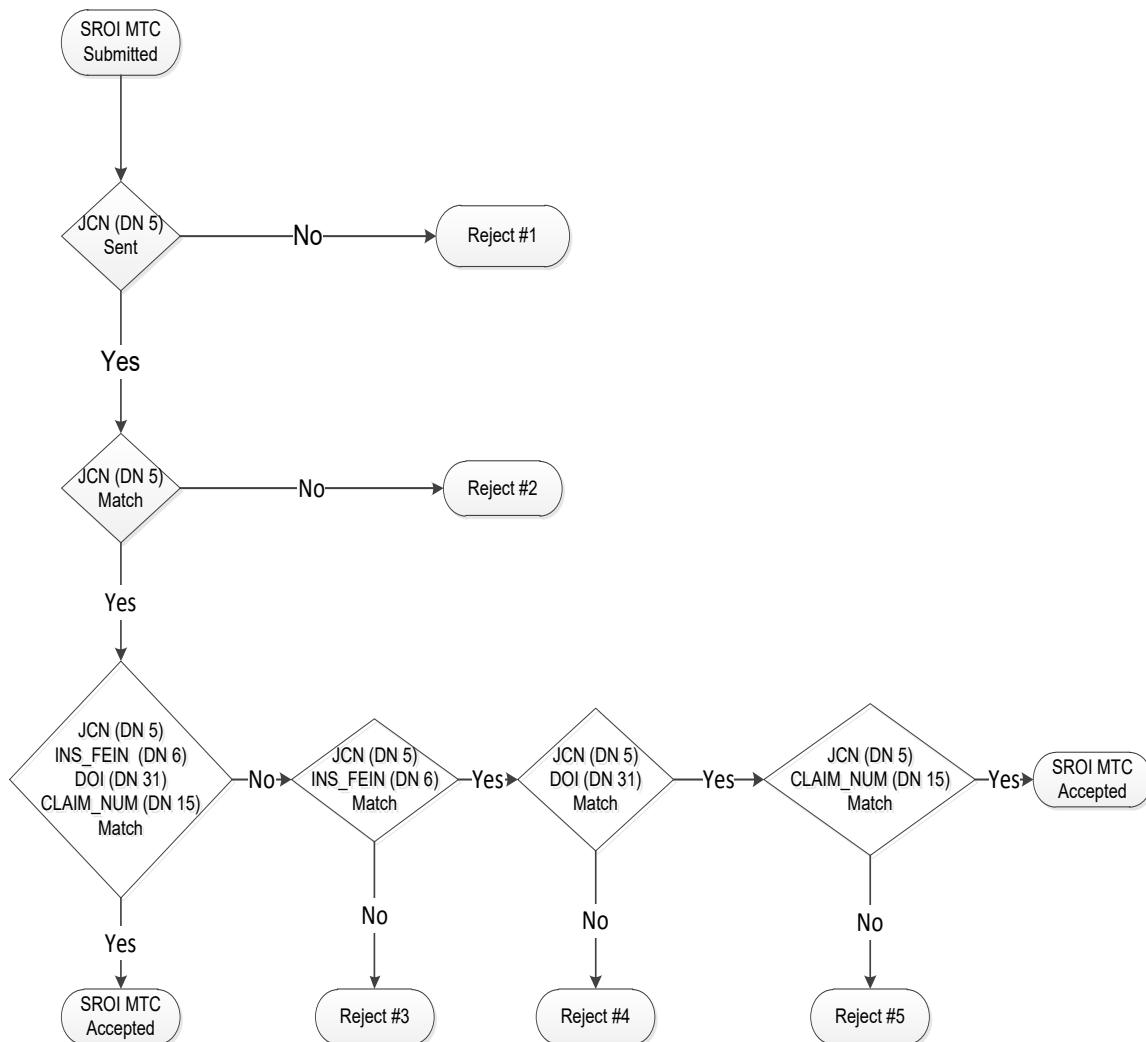 SROI MTC
Submitted
JCN (DN 5)
Sent
No
Reject #1
Yes
JCN (DN 5)
Match
No
Reject #2
Yes
JCN (DN 5)
INS_FEIN (DN 6)
DOI (DN 31)
CLAIM_NUM (DN 15)
Match
No
JCN (DN 5)
INS_FEIN (DN 6)
Match
Yes
JCN (DN 5)
DOI (DN 31)
Match
Yes
JCN (DN 5)
CLAIM_NUM (DN 15)
Match
Yes
SROI MTC
Accepted
Yes
No
No
No
SROI MTC
Accepted
Reject #3
Reject #4
Reject #5